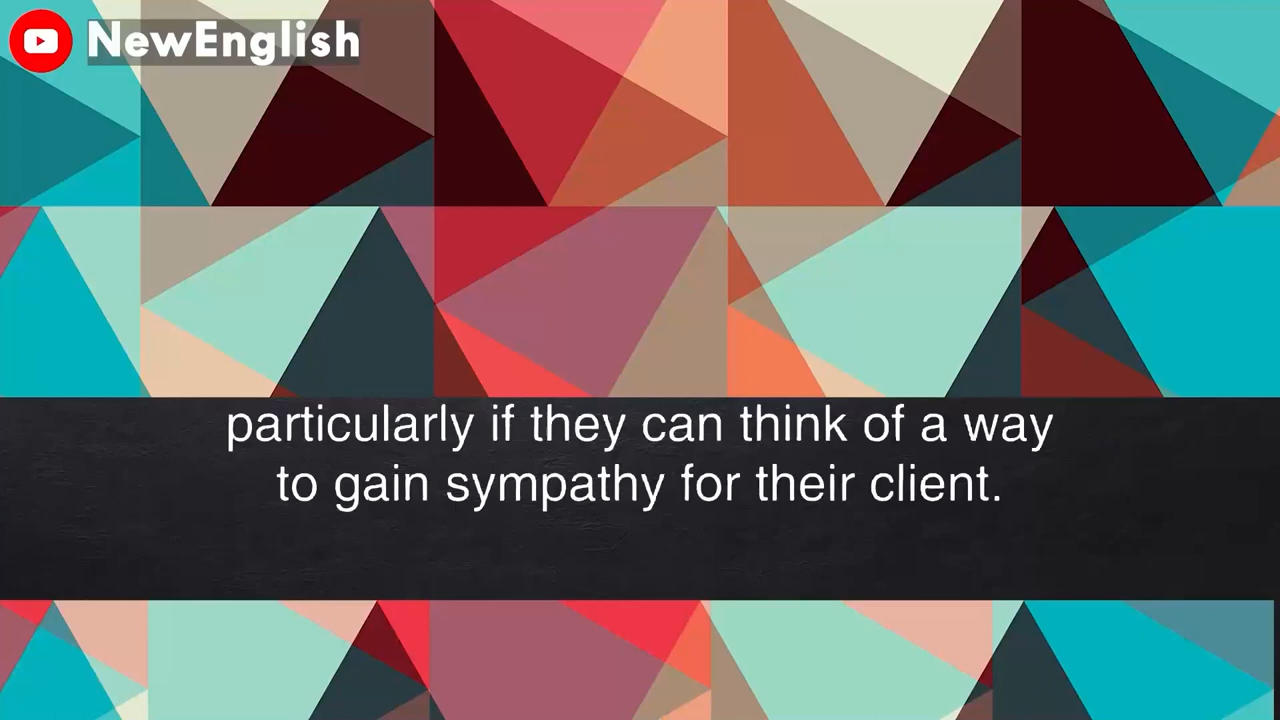 NewEnglish
particularly if they can think of a way
to gain sympathy for their client.